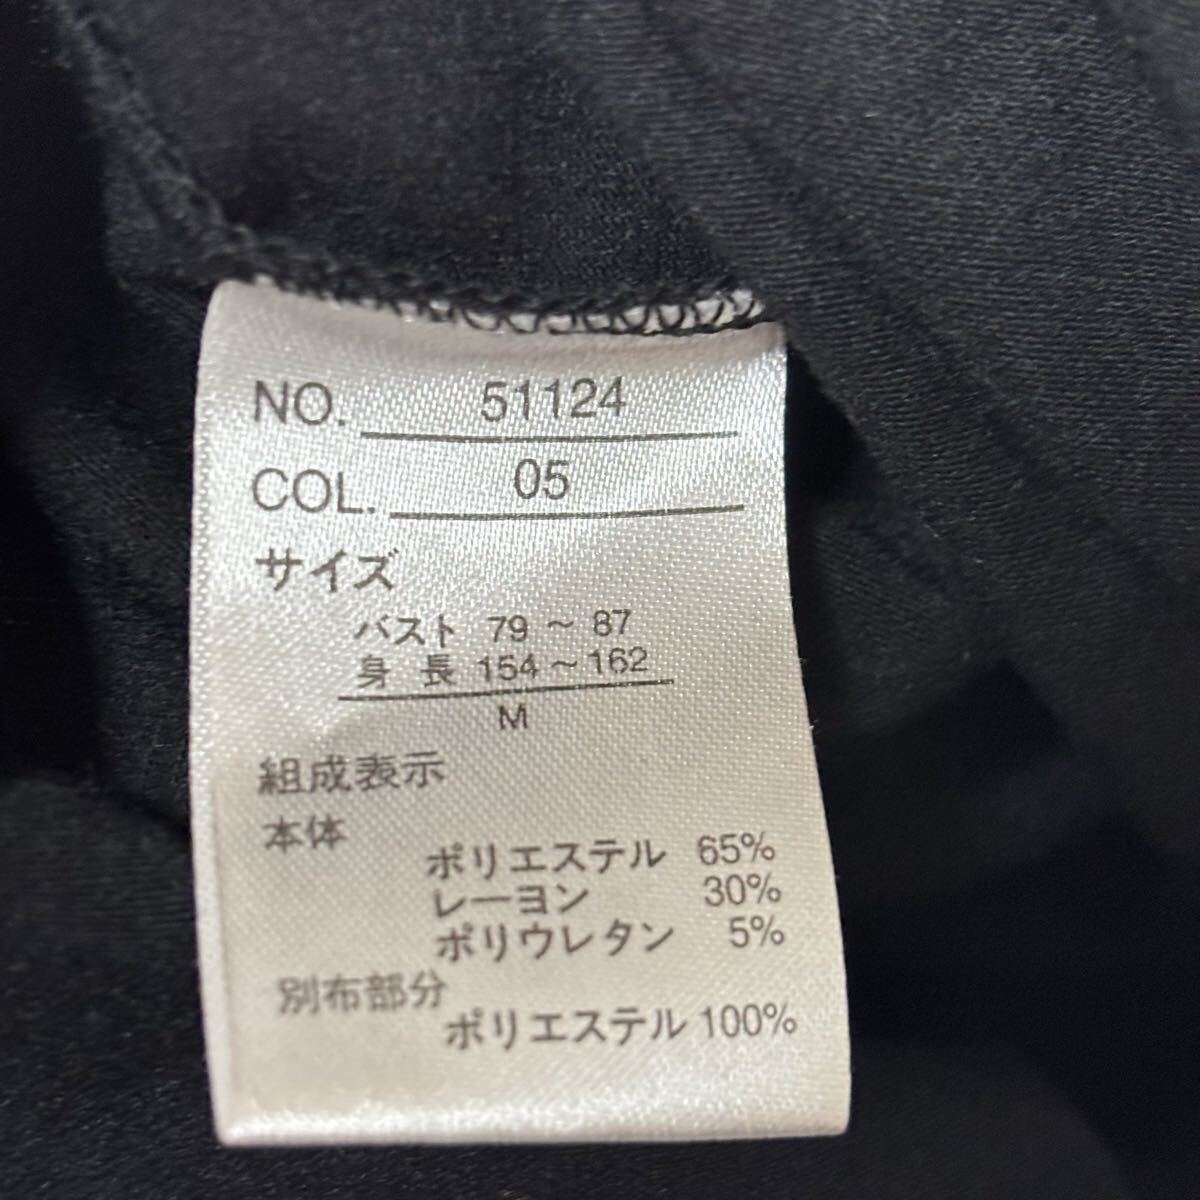 NO. 51124
COL. 05
サイズ
バスト 79 ~ 87
身 長 154 ~ 162
M
組成表示
本体
ポリエステル 65%
レーヨン 30%
ポリウレタン 5%
別布部分
ポリエステル 100%